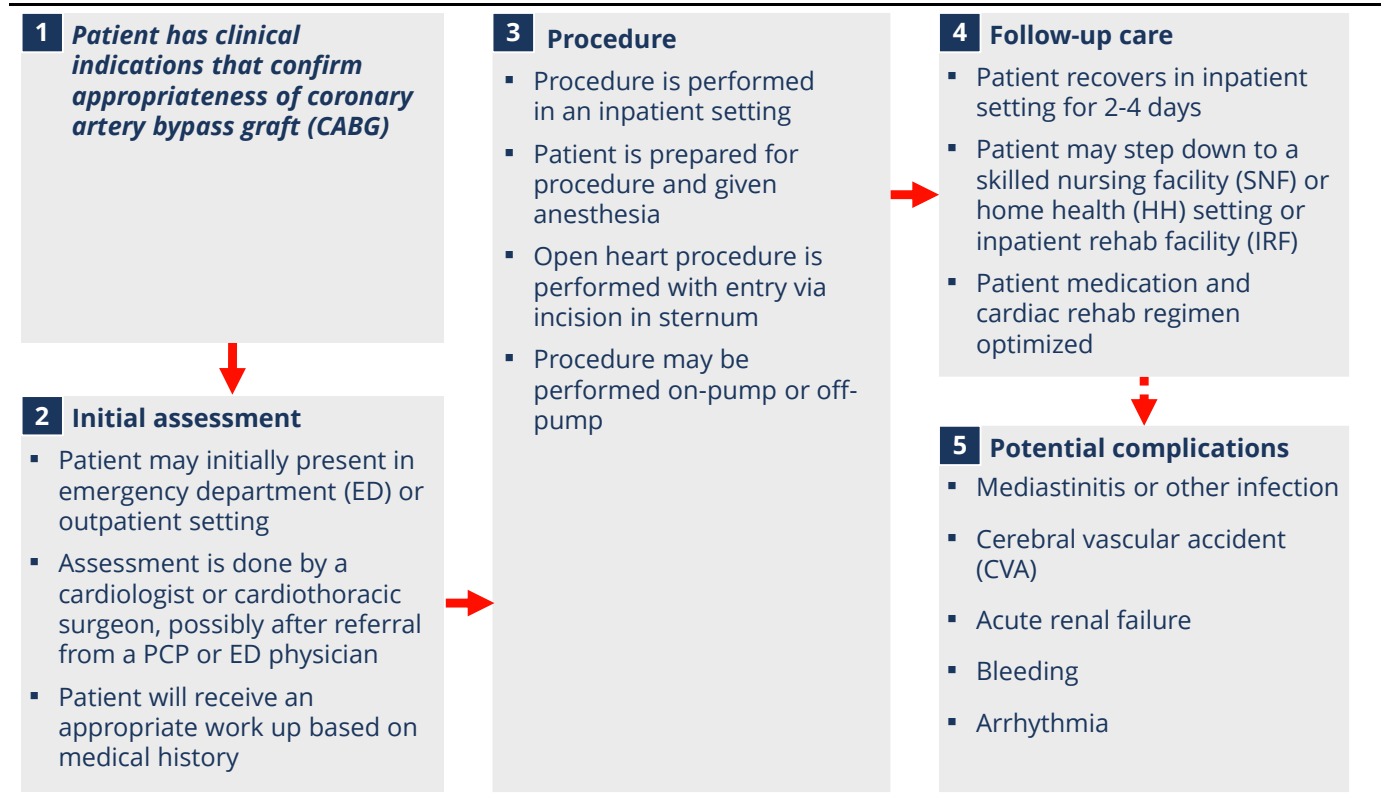 1 Patient has clinical
indications that confirm
appropriateness of coronary
artery bypass graft (CABG)
2 Initial assessment
▪ Patient may initially present in
emergency department (ED) or
outpatient setting
▪ Assessment is done by a
cardiologist or cardiothoracic
surgeon, possibly after referral
from a PCP or ED physician
▪ Patient will receive an
appropriate work up based on
medical history
3 Procedure
▪ Procedure is performed
in an inpatient setting
▪ Patient is prepared for
procedure and given
anesthesia
▪ Open heart procedure is
performed with entry via
incision in sternum
▪ Procedure may be
performed on-pump or off-
pump
4 Follow-up care
▪ Patient recovers in inpatient
setting for 2-4 days
▪ Patient may step down to a
skilled nursing facility (SNF) or
home health (HH) setting or
inpatient rehab facility (IRF)
▪ Patient medication and
cardiac rehab regimen
optimized
5 Potential complications
▪ Mediastinitis or other infection
▪ Cerebral vascular accident
(CVA)
▪ Acute renal failure
▪ Bleeding
▪ Arrhythmia